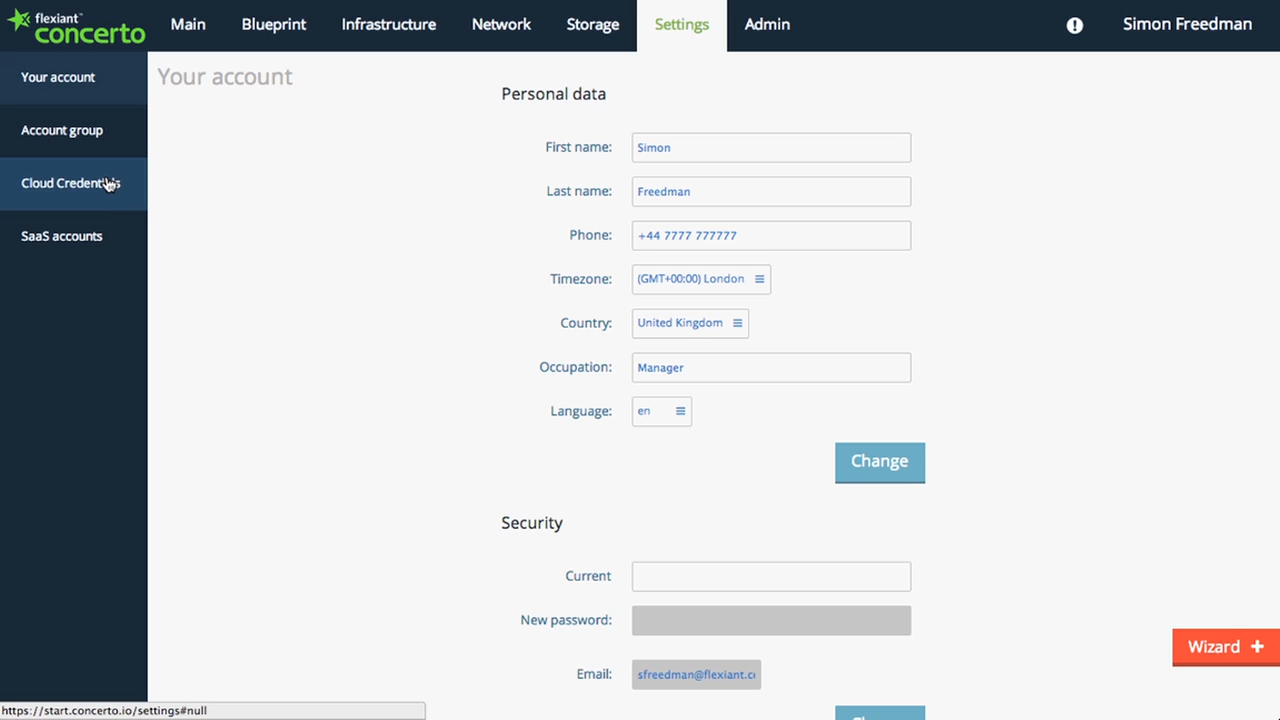 flexiant™
concerto
Main Blueprint Infrastructure Network Storage Settings Admin
Simon Freedman
Your account
Account group
Cloud
SaaS accounts
Your account
Personal data
First name: Simon
Last name: Freedman
Phone: +44 7777 777777
Timezone: (GMT+00:00) London
Country: United Kingdom
Occupation: Manager
Language: en
Change
Security
Current
New password:
Email: sfreedman@flexiant.c
Wizard +
https://start.concerto.io/settings#null